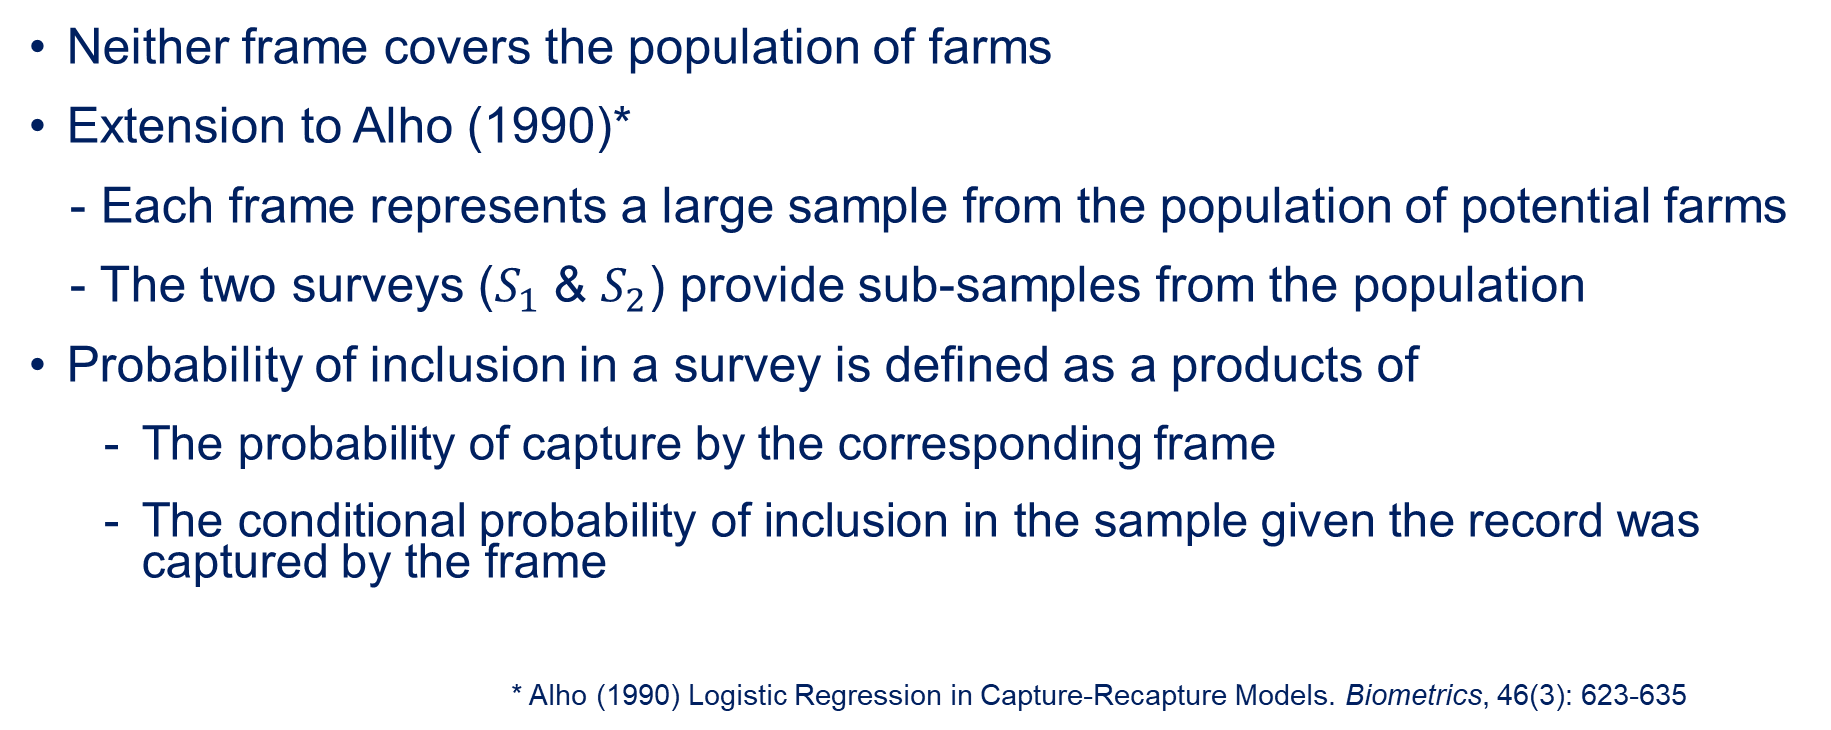 • Neither frame covers the population of farms
• Extension to Alho (1990)*
- Each frame represents a large sample from the population of potential farms
- The two surveys (𝑆₁ & 𝑆₂) provide sub-samples from the population
• Probability of inclusion in a survey is defined as a products of
- The probability of capture by the corresponding frame
- The conditional probability of inclusion in the sample given the record was
captured by the frame
* Alho (1990) Logistic Regression in Capture-Recapture Models. Biometrics, 46(3): 623-635